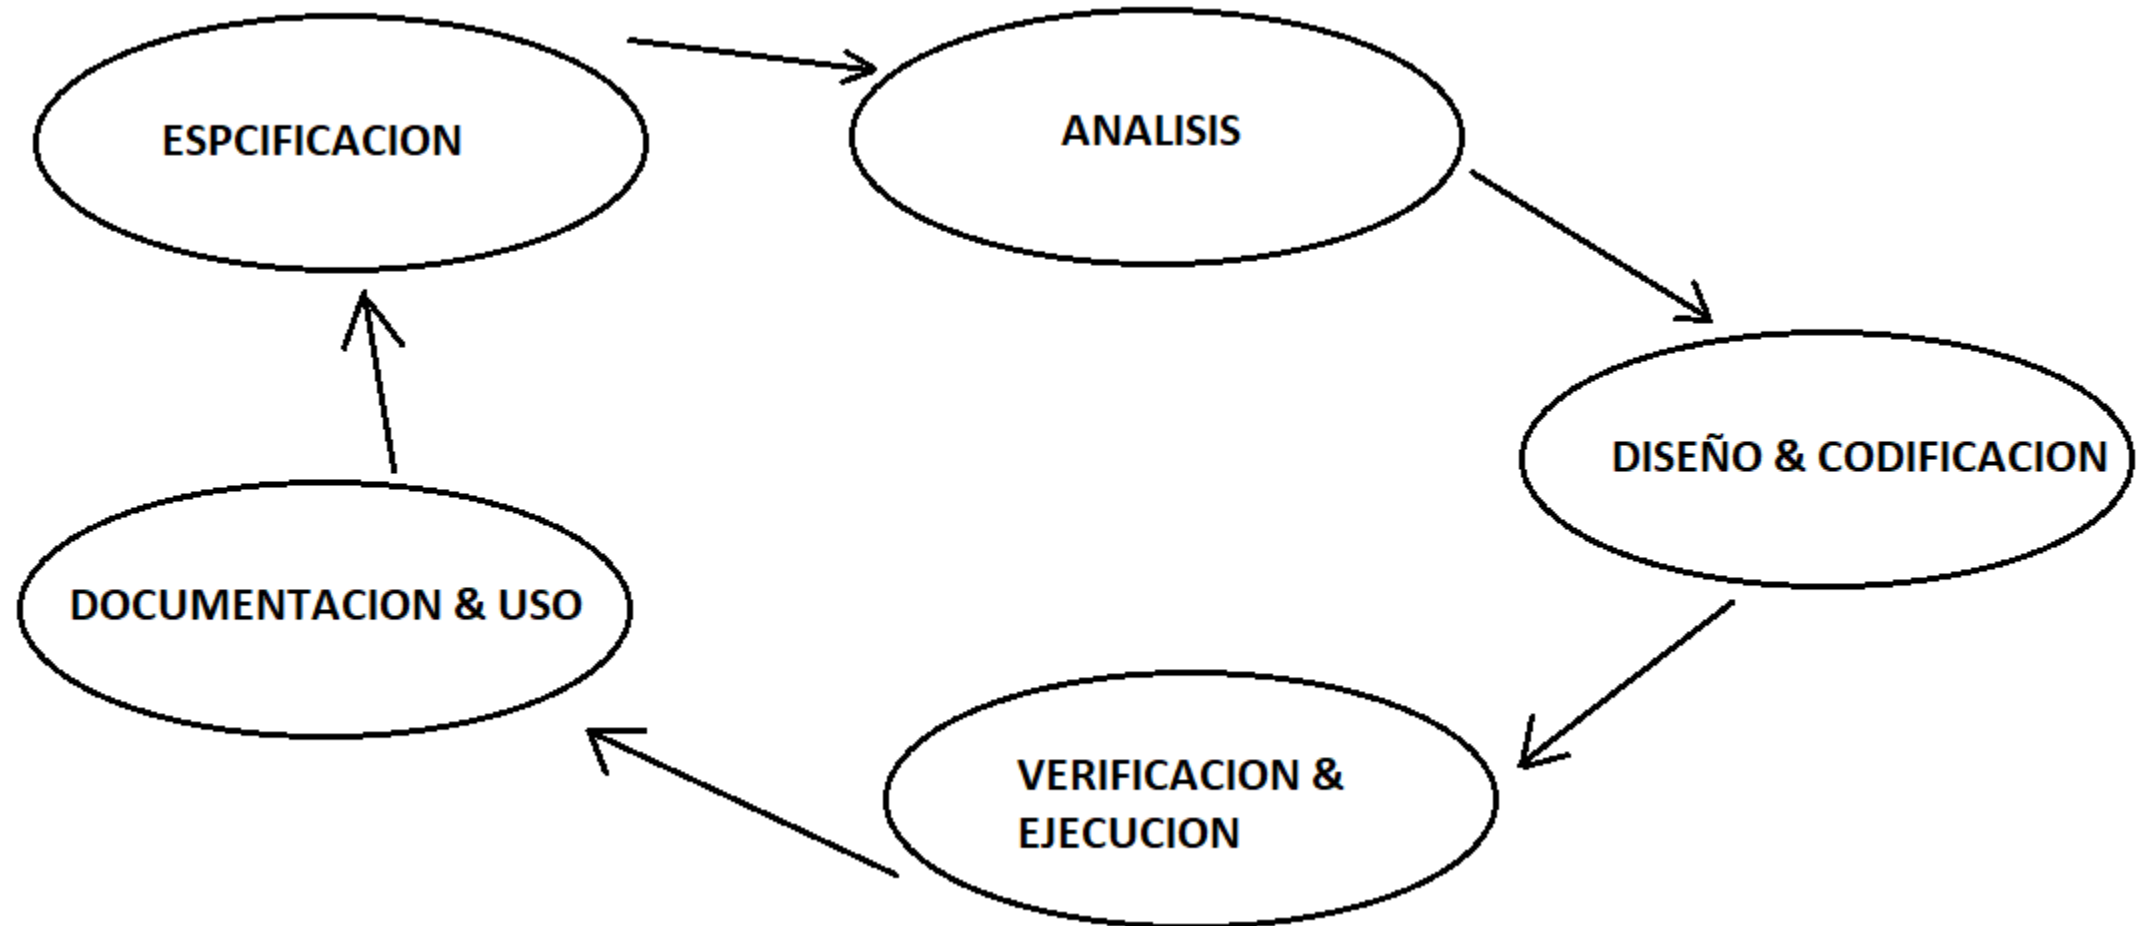 ESPCIFICACION
ANALISIS
DISEÑO & CODIFICACION
VERIFICACION &
EJECUCION
DOCUMENTACION & USO